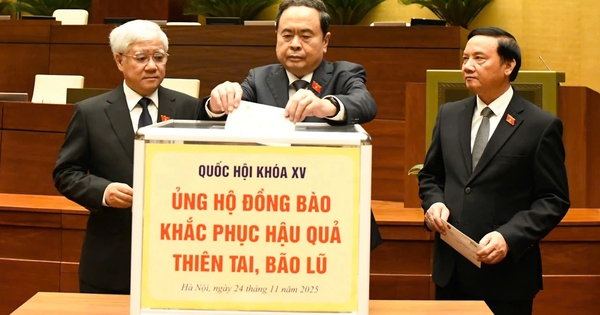 QUỐC HỘI KHÓA XV
ỦNG HỘ ĐỒNG BÀO
KHẮC PHỤC HẬU QUẢ
THIÊN TAI, BÃO LŨ
Hà Nội, ngày 24 tháng 11 năm 2025